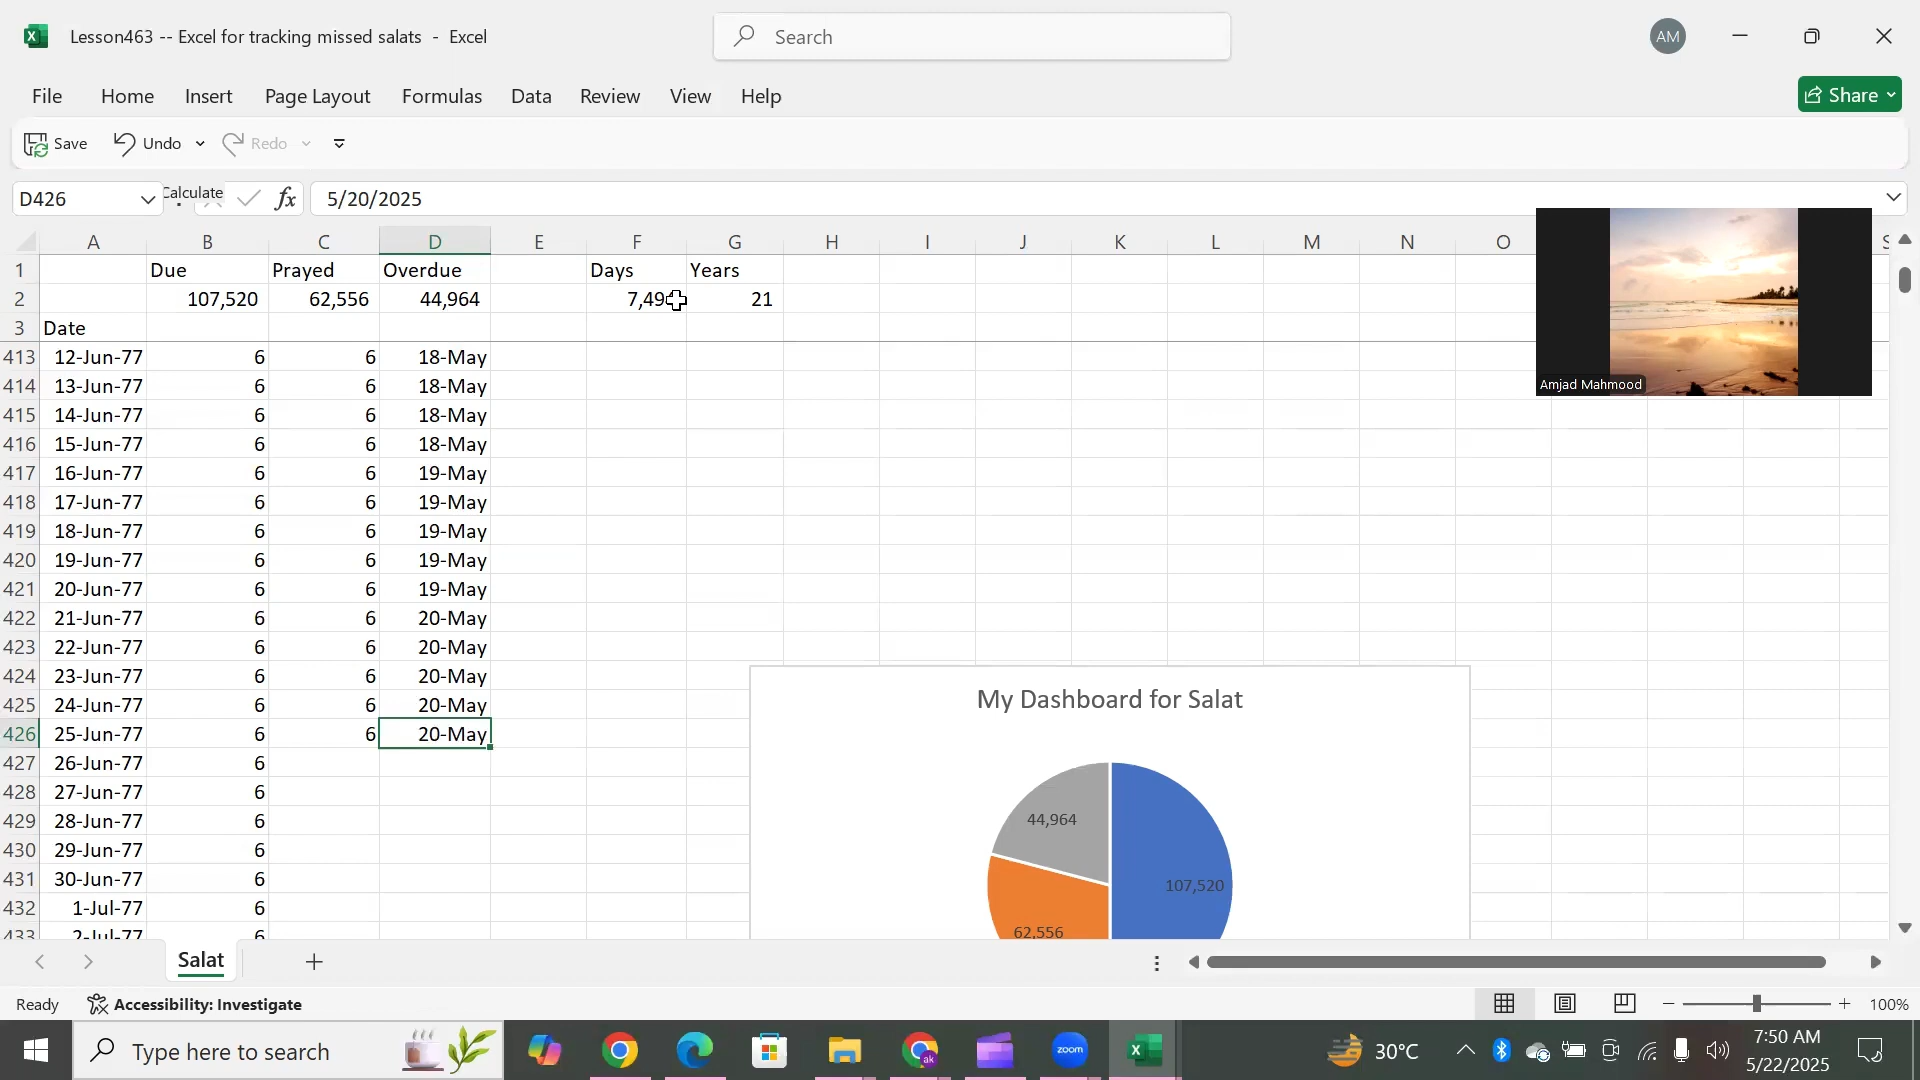 Lesson463 -- Excel for tracking missed salats - Excel
Search
AM
File Home Insert Page Layout Formulas Data Review View Help
Share
Save Undo Redo
D426 Calculate fx 5/20/2025
A B C D E F G H I J K L M N O
1 Due Prayed Overdue Days Years
2 107,520 62,556 44,964 7,49 21
3 Date
413 12-Jun-77 6 6 18-May
414 13-Jun-77 6 6 18-May
415 14-Jun-77 6 6 18-May
416 15-Jun-77 6 6 18-May
417 16-Jun-77 6 6 19-May
418 17-Jun-77 6 6 19-May
419 18-Jun-77 6 6 19-May
420 19-Jun-77 6 6 19-May
421 20-Jun-77 6 6 19-May
422 21-Jun-77 6 6 20-May
423 22-Jun-77 6 6 20-May
424 23-Jun-77 6 6 20-May
425 24-Jun-77 6 6 20-May
426 25-Jun-77 6 6 20-May
427 26-Jun-77 6
428 27-Jun-77 6
429 28-Jun-77 6
430 29-Jun-77 6
431 30-Jun-77 6
432 1-Jul-77 6
433 2-Jul-77 6
Amjad Mahmood
My Dashboard for Salat
44,964
107,520
62,556
Salat
Ready Accessibility: Investigate 100%
Type here to search
zoom
30°C
7:50 AM
5/22/2025